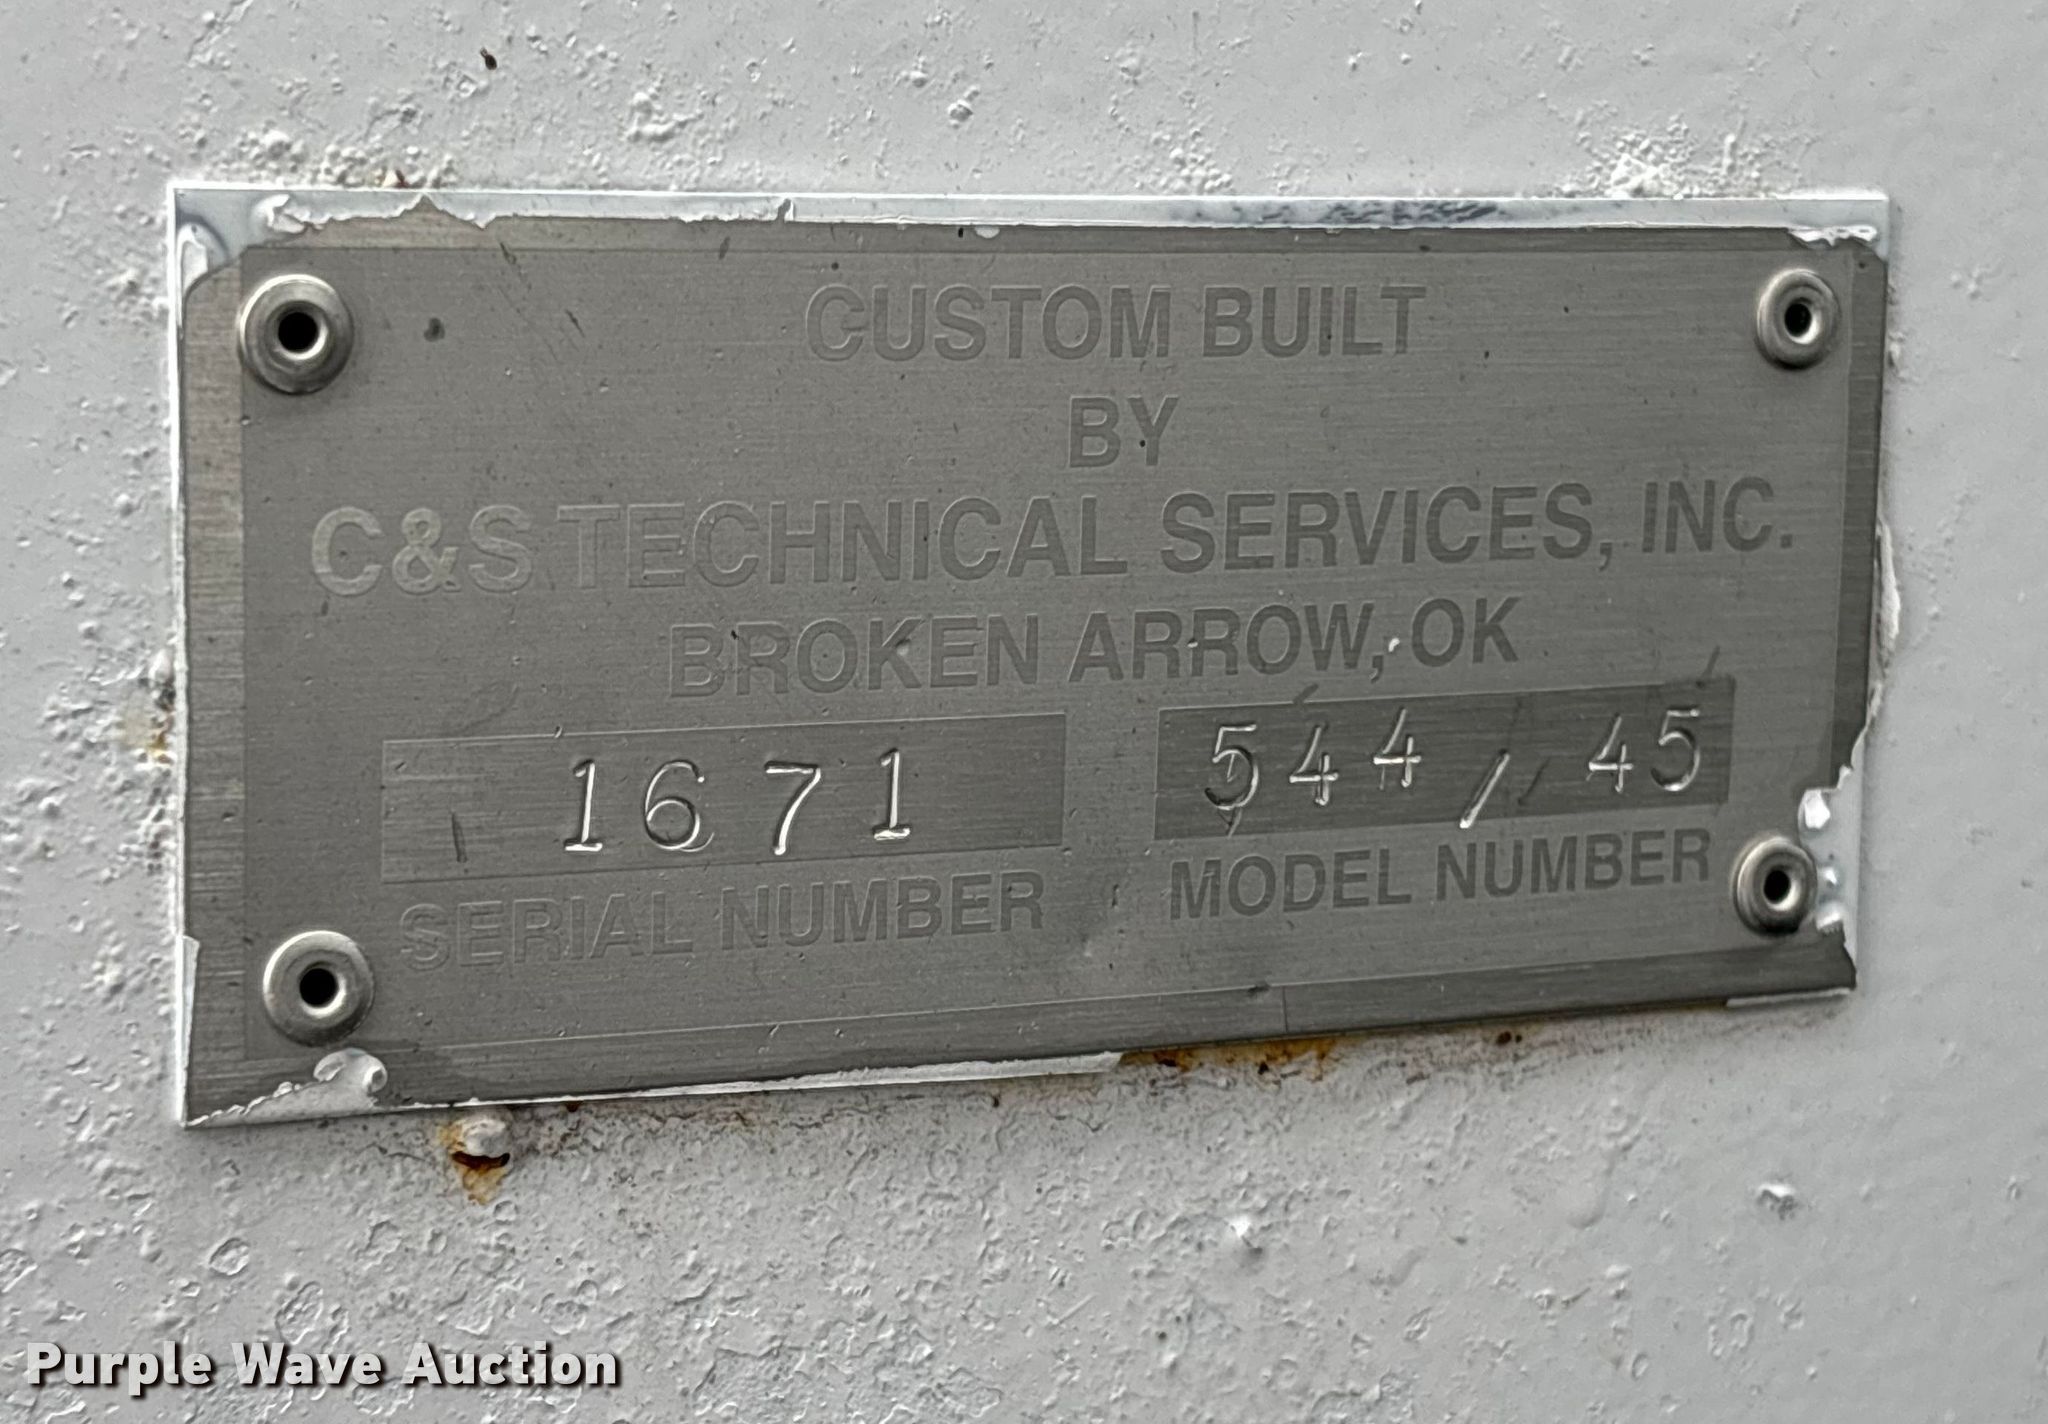 CUSTOM BUILT
BY
C&S TECHNICAL SERVICES, INC.
BROKEN ARROW, OK
1671 544/45
SERIAL NUMBER MODEL NUMBER
Purple Wave Auction